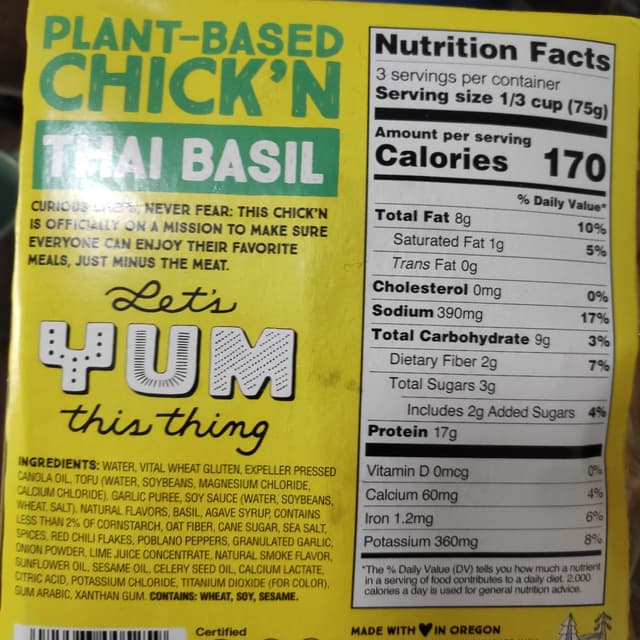 PLANT-BASED
CHICK'N
THAI BASIL
CURIOUS NEVER FEAR: THIS CHICK'N
IS OFFICIALLY ON A MISSION TO MAKE SURE
EVERYONE CAN ENJOY THEIR FAVORITE
MEALS, JUST MINUS THE MEAT.
Let's
YUM
this thing
INGREDIENTS: WATER, VITAL WHEAT GLUTEN, EXPELLER PRESSED
CANOLA OIL, TOFU (WATER, SOYBEANS, MAGNESIUM CHLORIDE,
CALCIUM CHLORIDE), GARLIC PUREE, SOY SAUCE (WATER, SOYBEANS,
WHEAT, SALT), NATURAL FLAVORS, BASIL, AGAVE SYRUP, CONTAINS
LESS THAN 2% OF CORNSTARCH, OAT FIBER, CANE SUGAR, SEA SALT,
SPICES, RED CHILI FLAKES, POBLANO PEPPERS, GRANULATED GARLIC,
ONION POWDER, LIME JUICE CONCENTRATE, NATURAL SMOKE FLAVOR,
SUNFLOWER OIL, SESAME OIL, CELERY SEED OIL, CALCIUM LACTATE,
CITRIC ACID, POTASSIUM CHLORIDE, TITANIUM DIOXIDE (FOR COLOR),
GUM ARABIC, XANTHAN GUM. CONTAINS: WHEAT, SOY, SESAME.
Certified
Nutrition Facts
3 servings per container
Serving size 1/3 cup (75g)
Amount per serving
Calories 170
% Daily Value*
Total Fat 8g 10%
Saturated Fat 1g 5%
Trans Fat 0g
Cholesterol 0mg 0%
Sodium 390mg 17%
Total Carbohydrate 9g 3%
Dietary Fiber 2g 7%
Total Sugars 3g
Includes 2g Added Sugars 4%
Protein 17g
Vitamin D 0mcg 0%
Calcium 60mg 4%
Iron 1.2mg 6%
Potassium 360mg 8%
*The % Daily Value (DV) tells you how much a nutrient
in a serving of food contributes to a daily diet. 2,000
calories a day is used for general nutrition advice.
MADE WITH ♥ IN OREGON